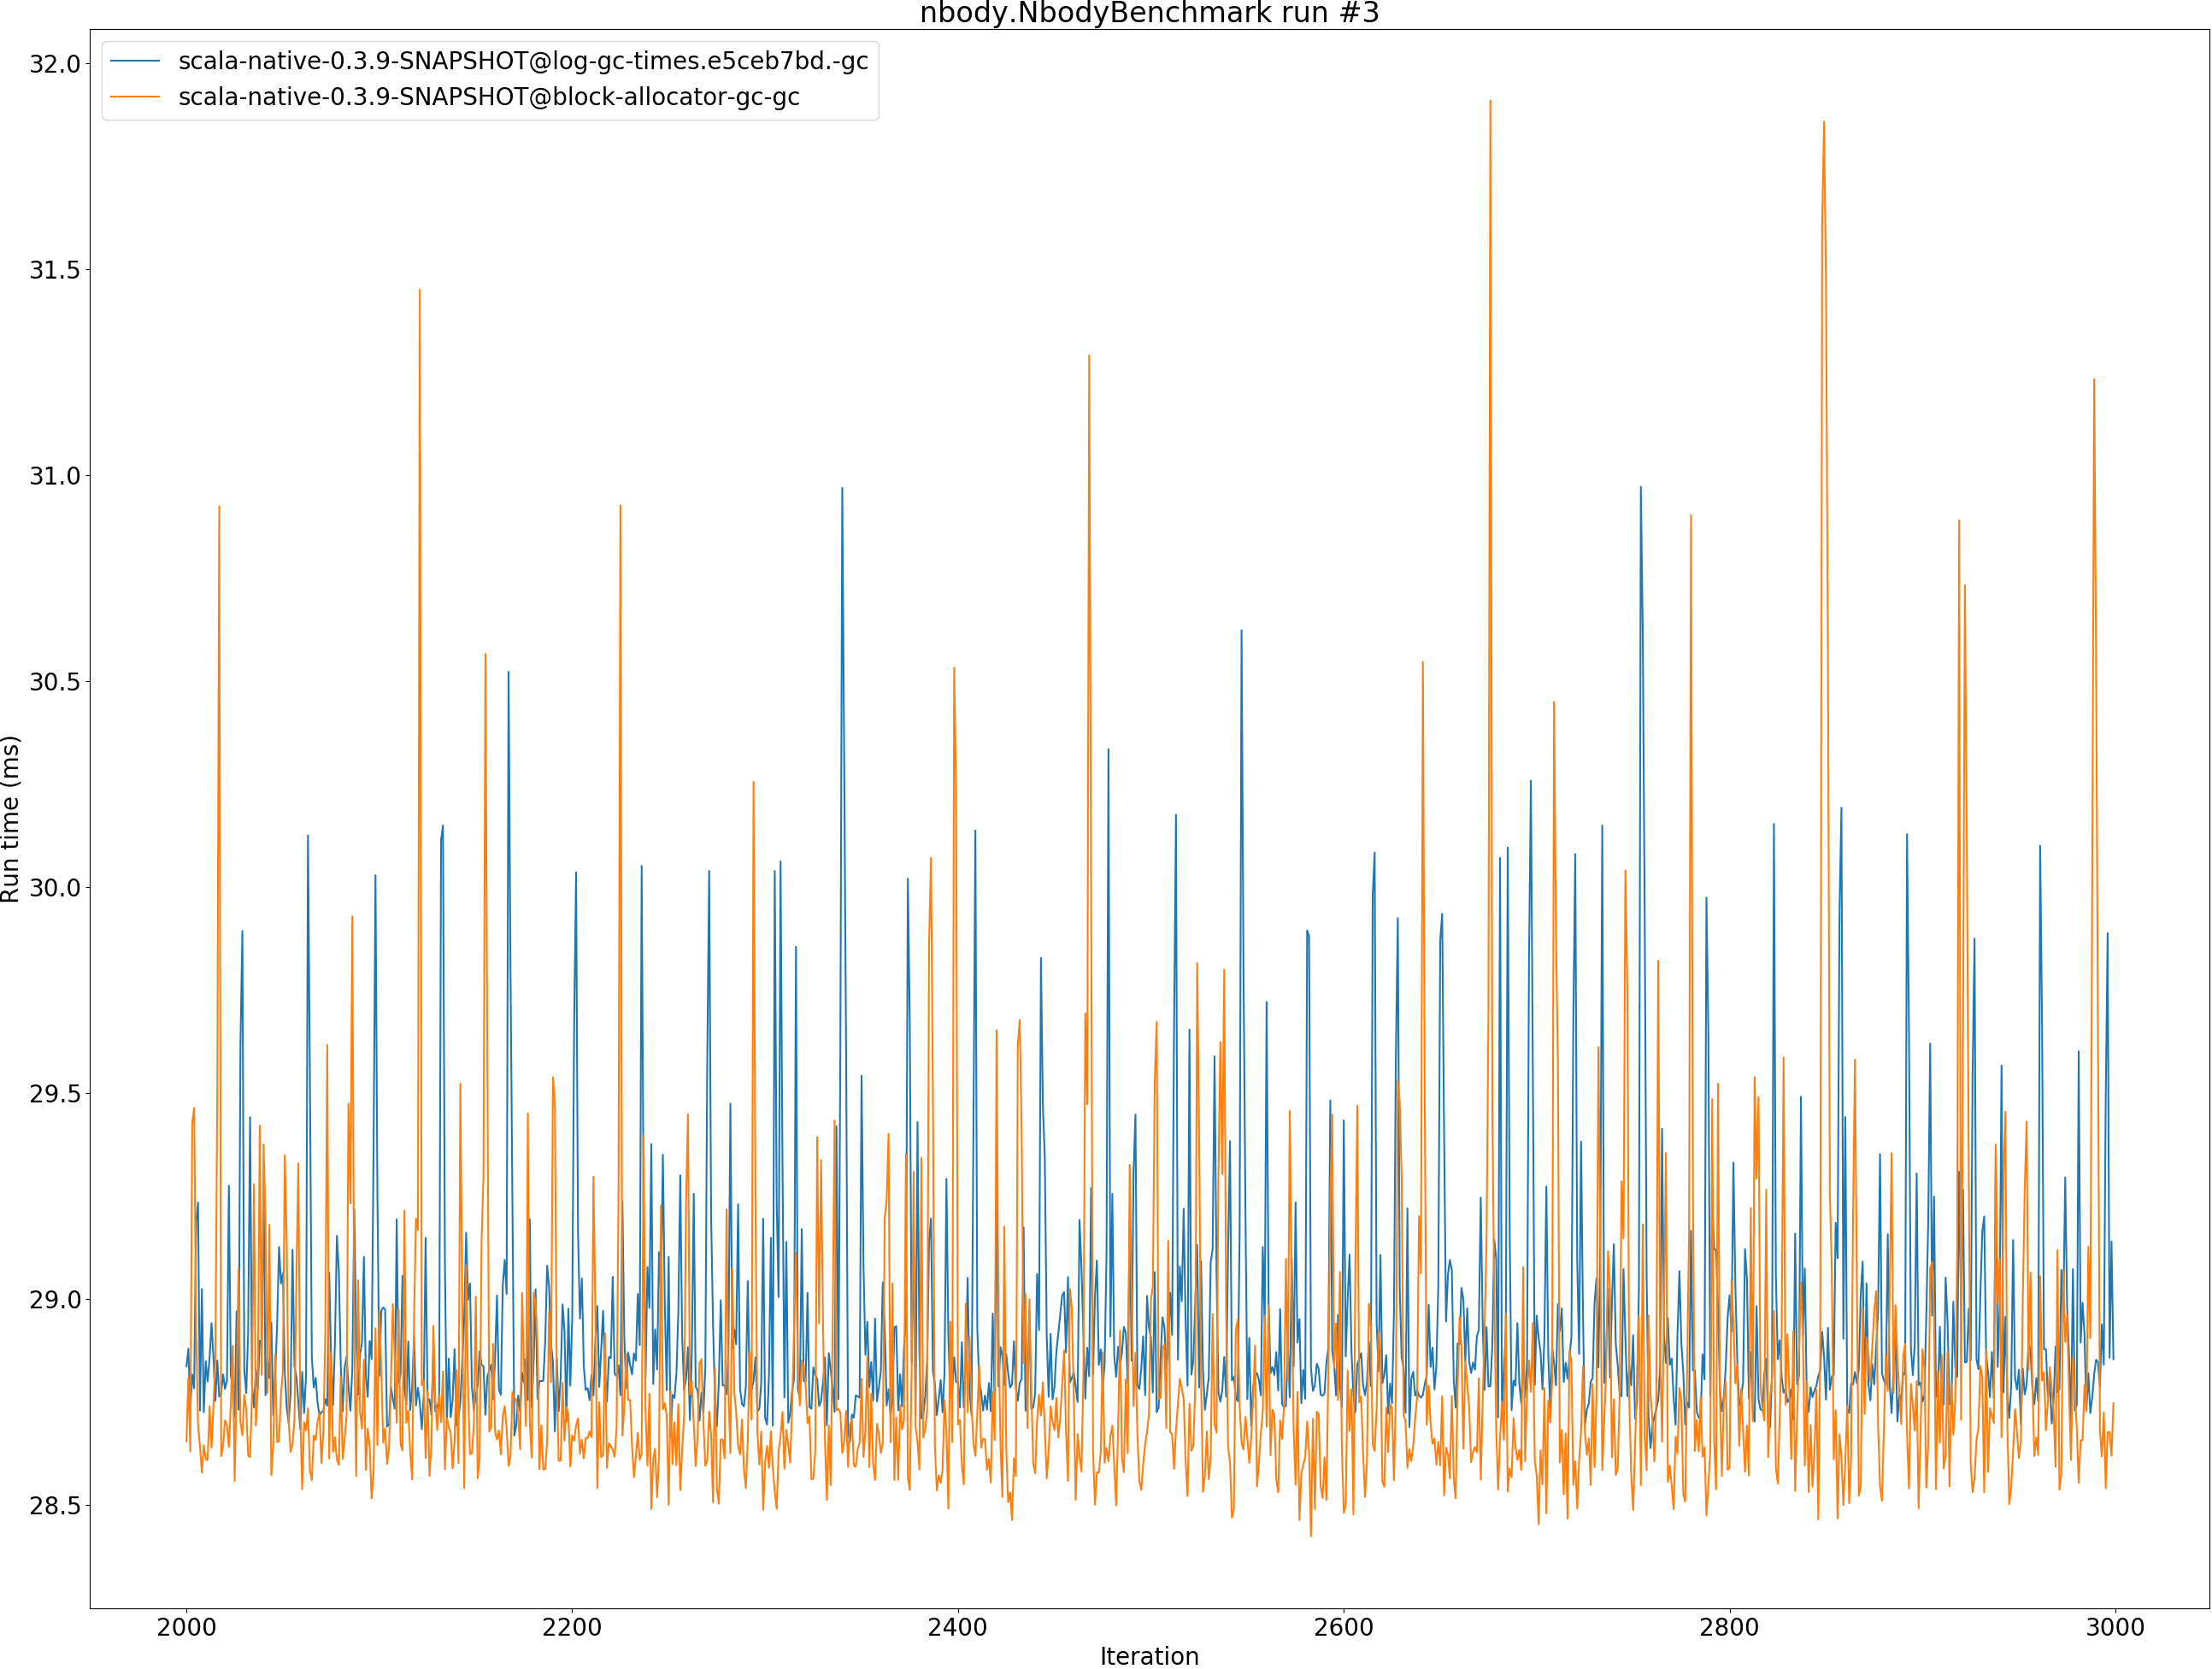 nbody.NbodyBenchmark run #3
scala-native-0.3.9-SNAPSHOT@log-gc-times.e5ceb7bd.-gc
scala-native-0.3.9-SNAPSHOT@block-allocator-gc-gc
32.0
31.5
31.0
30.5
30.0
29.5
29.0
28.5
Run time (ms)
2000 2200 2400 2600 2800 3000
Iteration